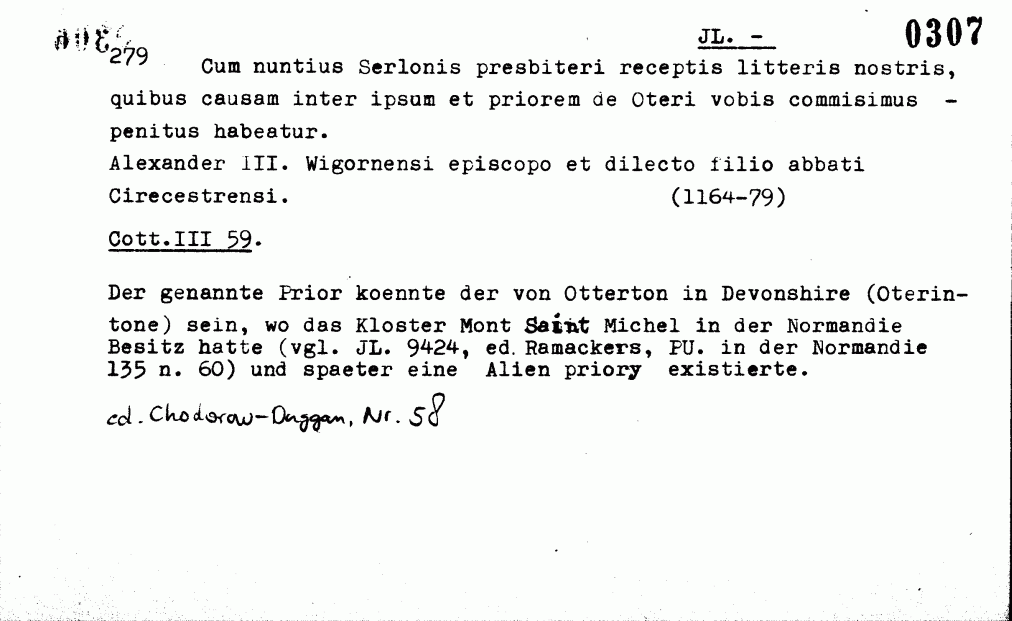 JL. - 0307
279
Cum nuntius Serlonis presbiteri receptis litteris nostris,
quibus causam inter ipsum et priorem de Oteri vobis commisimus -
penitus habeatur.
Alexander III. Wigornensi episcopo et dilecto filio abbati
Cirecestrensi. (1164-79)
Cott.III 59.
Der genannte Prior koennte der von Otterton in Devonshire (Oterin-
tone) sein, wo das Kloster Mont Saint Michel in der Normandie
Besitz hatte (vgl. JL. 9424, ed. Ramackers, PU. in der Normandie
135 n. 60) und spaeter eine Alien priory existierte.
ed. Chodorow-Duggan, Nr. 58